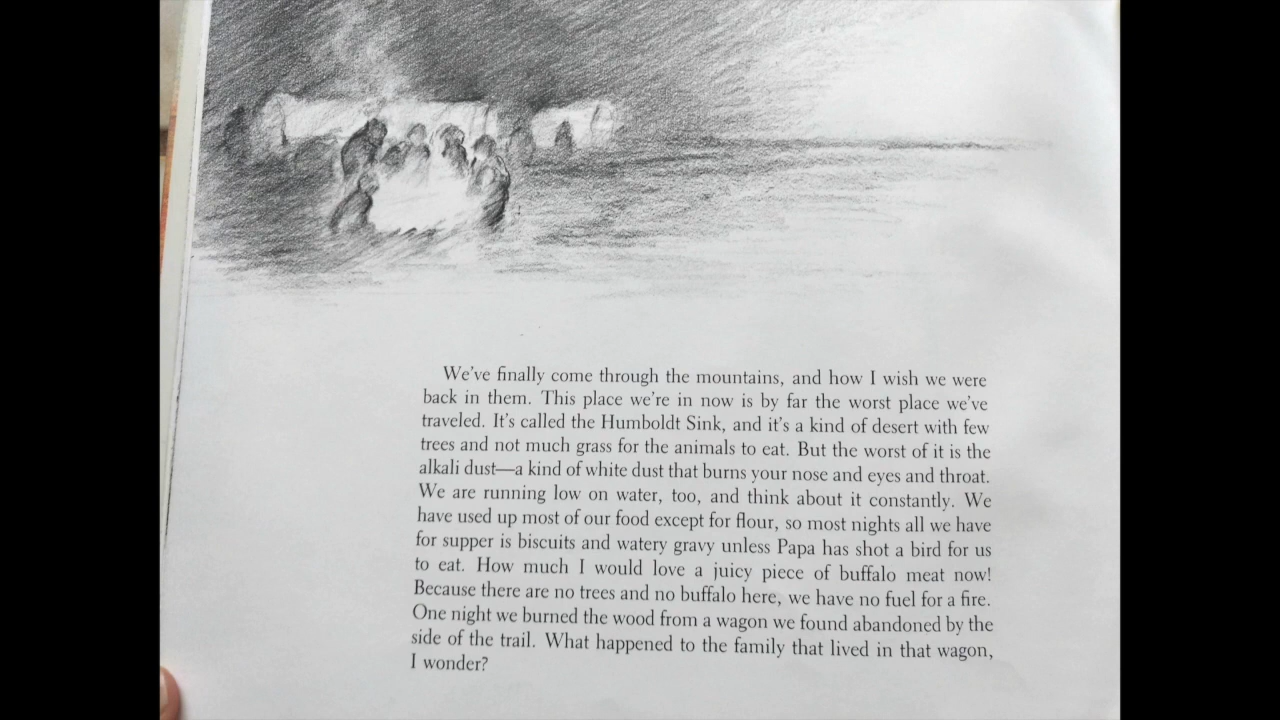 We've finally come through the mountains, and how I wish we were
back in them. This place we're in now is by far the worst place we've
traveled. It's called the Humboldt Sink, and it's a kind of desert with few
trees and not much grass for the animals to eat. But the worst of it is the
alkali dust—a kind of white dust that burns your nose and eyes and throat.
We are running low on water, too, and think about it constantly. We
have used up most of our food except for flour, so most nights all we have
for supper is biscuits and watery gravy unless Papa has shot a bird for us
to eat. How much I would love a juicy piece of buffalo meat now!
Because there are no trees and no buffalo here, we have no fuel for a fire.
One night we burned the wood from a wagon we found abandoned by the
side of the trail. What happened to the family that lived in that wagon,
I wonder?